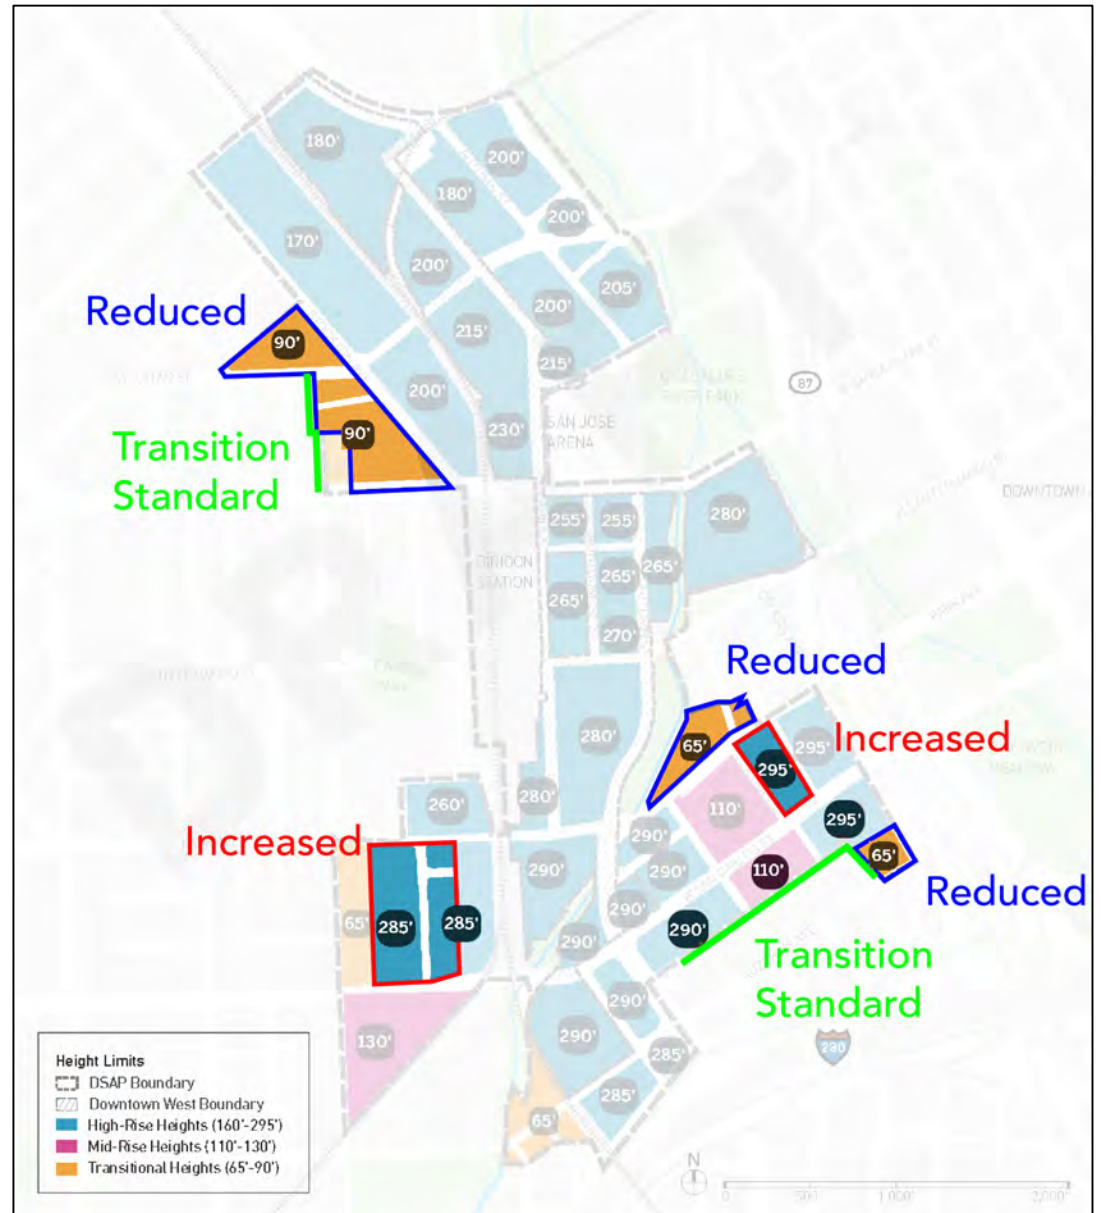 180'
200'
180'
200'
170'
200'
205'
Reduced
200'
90'
215'
215'
87
200'
SAN JOSE
ARENA
230'
90'
Transition
Standard
280'
DOWNTOWN
255'
255'
DIRIDON
STATION
265'
265'
265'
270'
Reduced
280'
65'
295'
Increased
295'
260'
280'
110'
295'
Increased
290'
65'
290'
290'
110'
Reduced
65'
285'
285'
290'
290'
290'
Transition
Standard
290'
290'
130'
285'
280
285'
65'
Height Limits
DSAP Boundary
Downtown West Boundary
High-Rise Heights (160'-295')
Mid-Rise Heights (110'-130')
Transitional Heights (65'-90')
N
0
500'
1,000'
2,000'